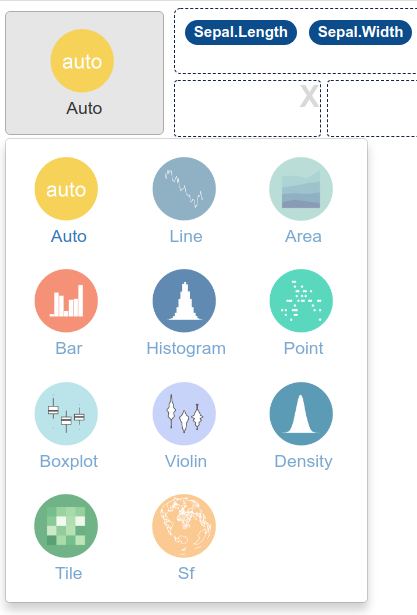 auto
Auto
Sepal.Length Sepal.Width
X
auto
Auto Line Area
Bar Histogram Point
Boxplot Violin Density
Tile Sf